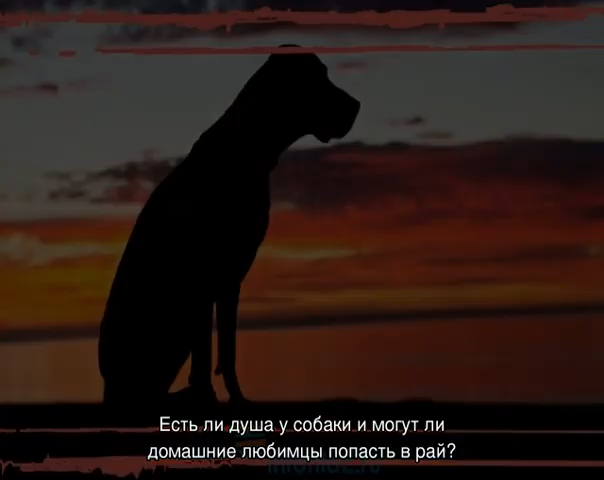 Есть ли душа у собаки и могут ли
домашние любимцы попасть в рай?